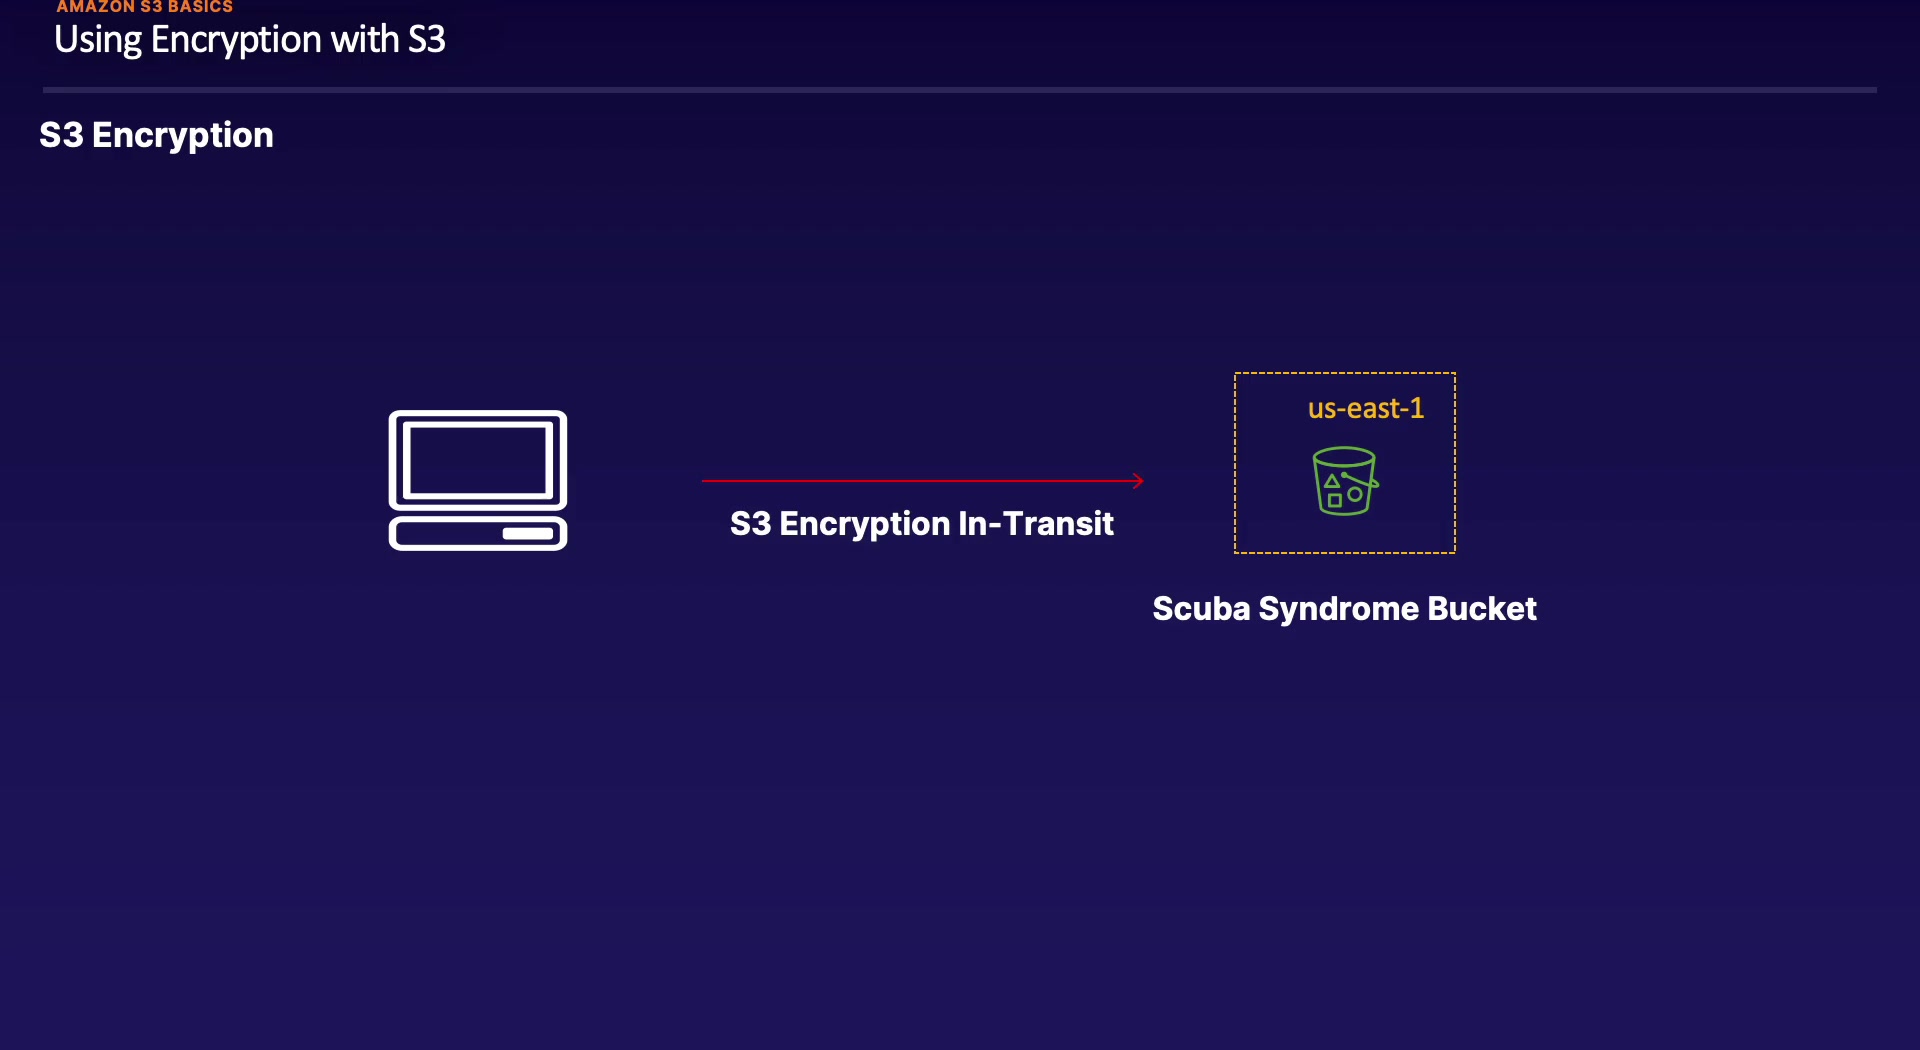 AMAZON S3 BASICS
Using Encryption with S3
S3 Encryption
us-east-1
S3 Encryption In-Transit
Scuba Syndrome Bucket